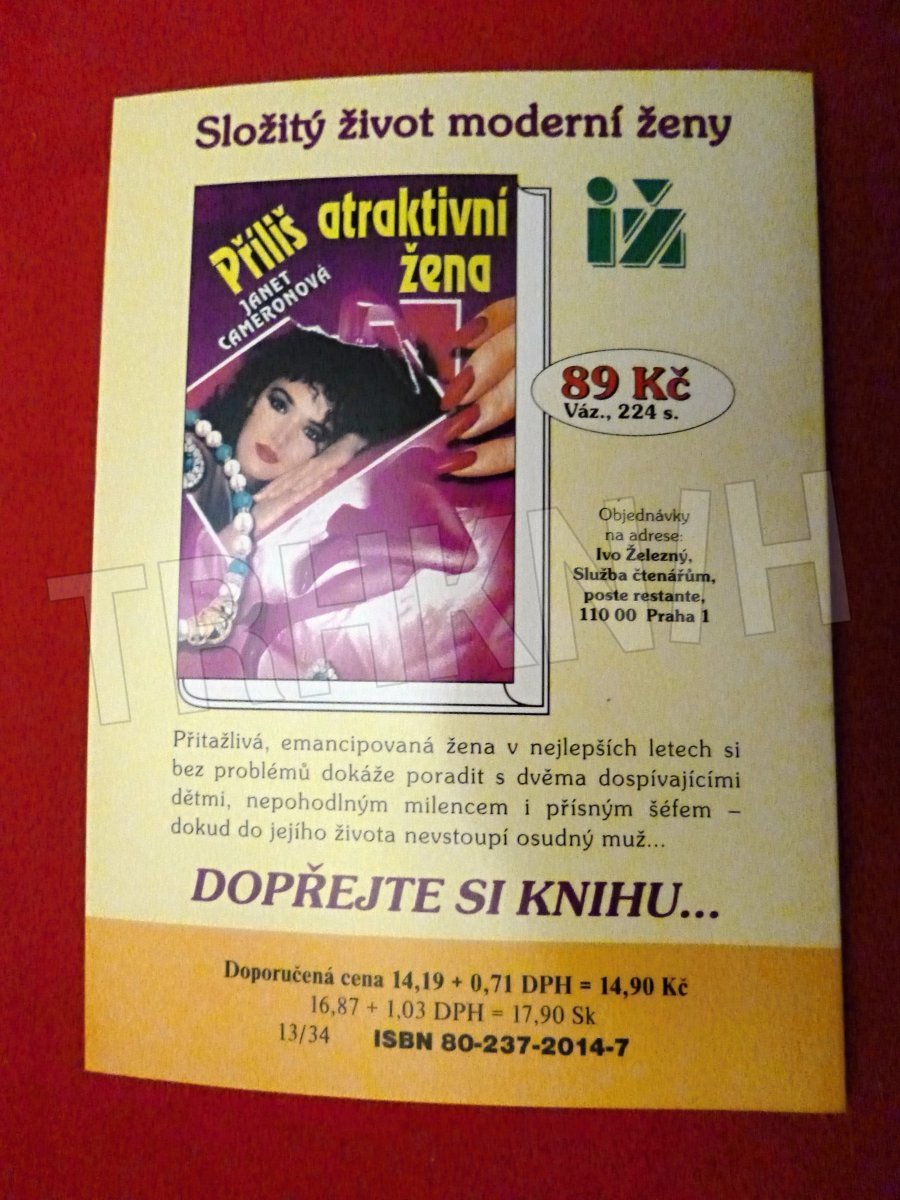 Složitý život moderní ženy
Příliš atraktivní
žena
JANET
CAMERONOVÁ
iž
89 Kč
Váz., 224 s.
Objednávky
na adrese:
Ivo Železný,
Služba čtenářům,
poste restante,
110 00 Praha 1
TRHKNIH
Přitažlivá, emancipovaná žena v nejlepších letech si
bez problémů dokáže poradit s dvěma dospívajícími
dětmi, nepohodlným milencem i přísným šéfem –
dokud do jejího života nevstoupí osudný muž...
DOPŘEJTE SI KNIHU...
Doporučená cena 14,19 + 0,71 DPH = 14,90 Kč
16,87 + 1,03 DPH = 17,90 Sk
13/34 ISBN 80-237-2014-7